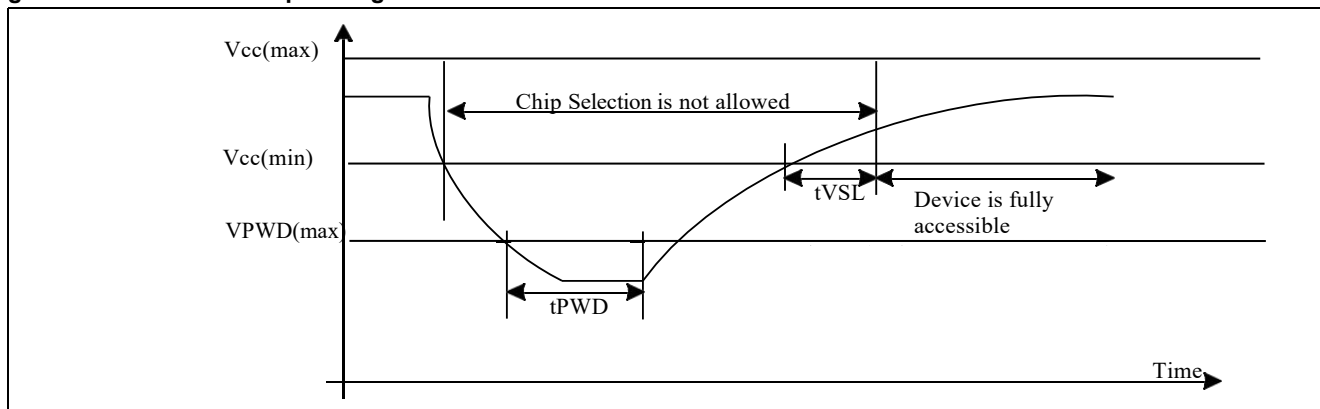 Vcc(max)
Chip Selection is not allowed
Vcc(min)
tVSL
Device is fully
accessible
VPWD(max)
tPWD
Time